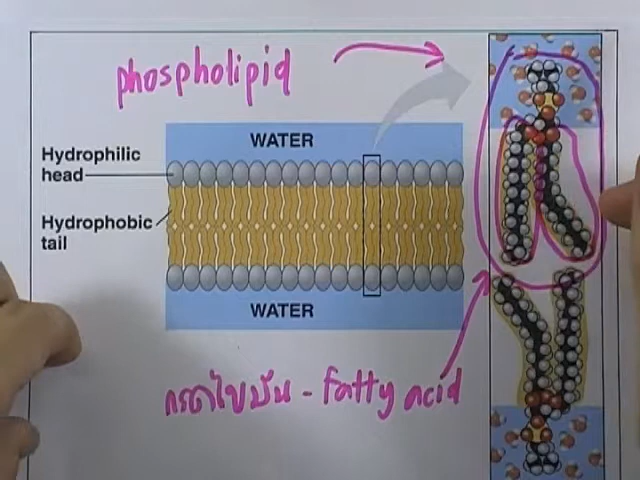 phospholipid
WATER
Hydrophilic
head
Hydrophobic
tail
WATER
กรดไขมัน - fatty acid